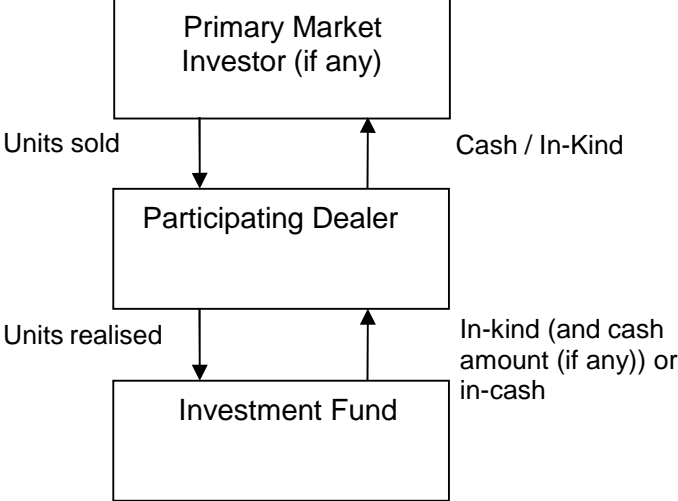 Primary Market
Investor (if any)
Units sold
Cash / In-Kind
Participating Dealer
Units realised
In-kind (and cash
amount (if any)) or
in-cash
Investment Fund